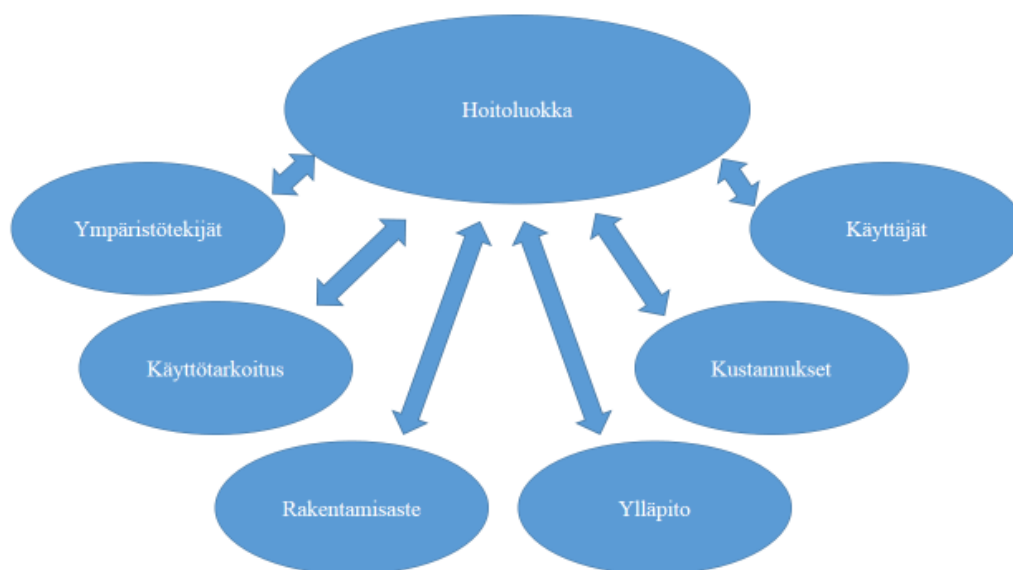 Hoitoluokka
Ympäristötekijät
Käyttäjät
Käyttötarkoitus
Kustannukset
Rakentamisaste
Ylläpito